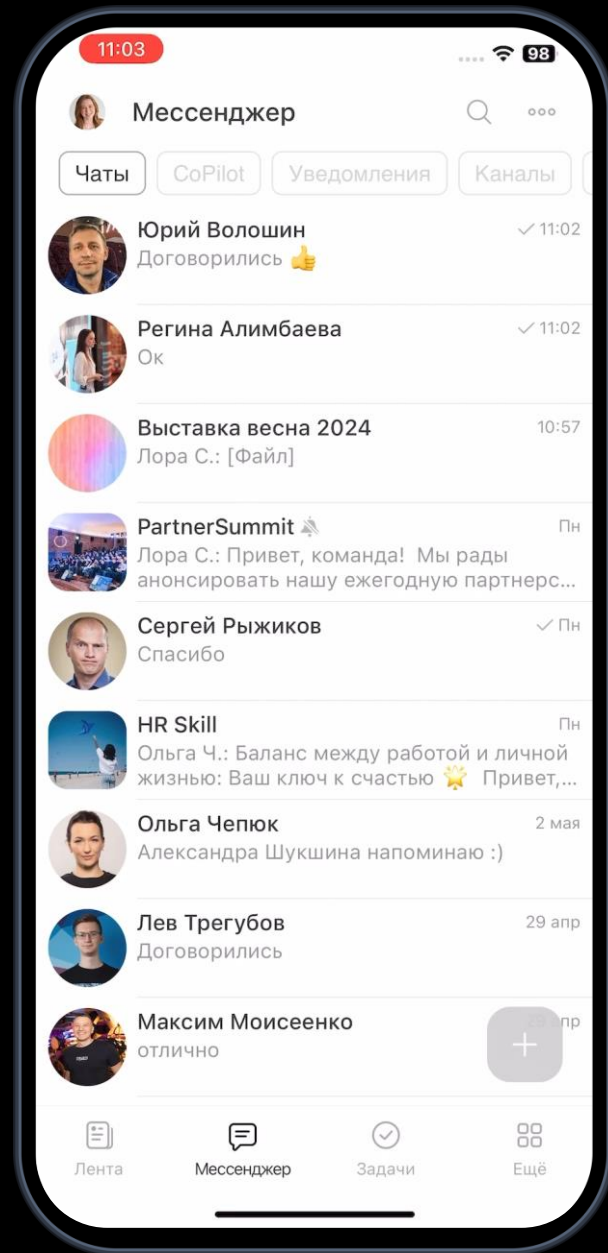 11:03
98
Мессенджер
Чаты CoPilot Уведомления Каналы
Юрий Волошин 11:02
Договорились 👍
Регина Алимбаева 11:02
Ок
Выставка весна 2024 10:57
Лора С.: [Файл]
PartnerSummit Пн
Лора С.: Привет, команда! Мы рады
анонсировать нашу ежегодную партнерс...
Сергей Рыжиков Пн
Спасибо
HR Skill Пн
Ольга Ч.: Баланс между работой и личной
жизнью: Ваш ключ к счастью 🌟 Привет,...
Ольга Чепюк 2 мая
Александра Шукшина напоминаю :)
Лев Трегубов 29 апр
Договорились
Максим Моисеенко
отлично
Лента Мессенджер Задачи Ещё